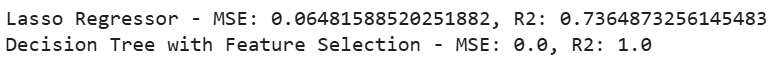 Lasso Regressor - MSE: 0.06481588520251882, R2: 0.7364873256145483
Decision Tree with Feature Selection - MSE: 0.0, R2: 1.0